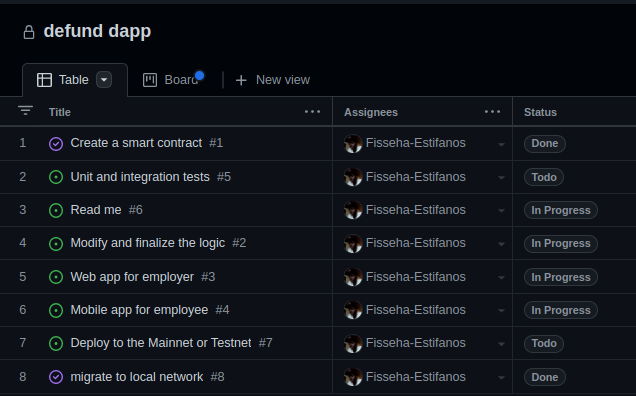 defund dapp
Table Board New view
Title Assignees Status
1 Create a smart contract #1 Fisseha-Estifanos Done
2 Unit and integration tests #5 Fisseha-Estifanos Todo
3 Read me #6 Fisseha-Estifanos In Progress
4 Modify and finalize the logic #2 Fisseha-Estifanos In Progress
5 Web app for employer #3 Fisseha-Estifanos In Progress
6 Mobile app for employee #4 Fisseha-Estifanos In Progress
7 Deploy to the Mainnet or Testnet #7 Fisseha-Estifanos Todo
8 migrate to local network #8 Fisseha-Estifanos Done